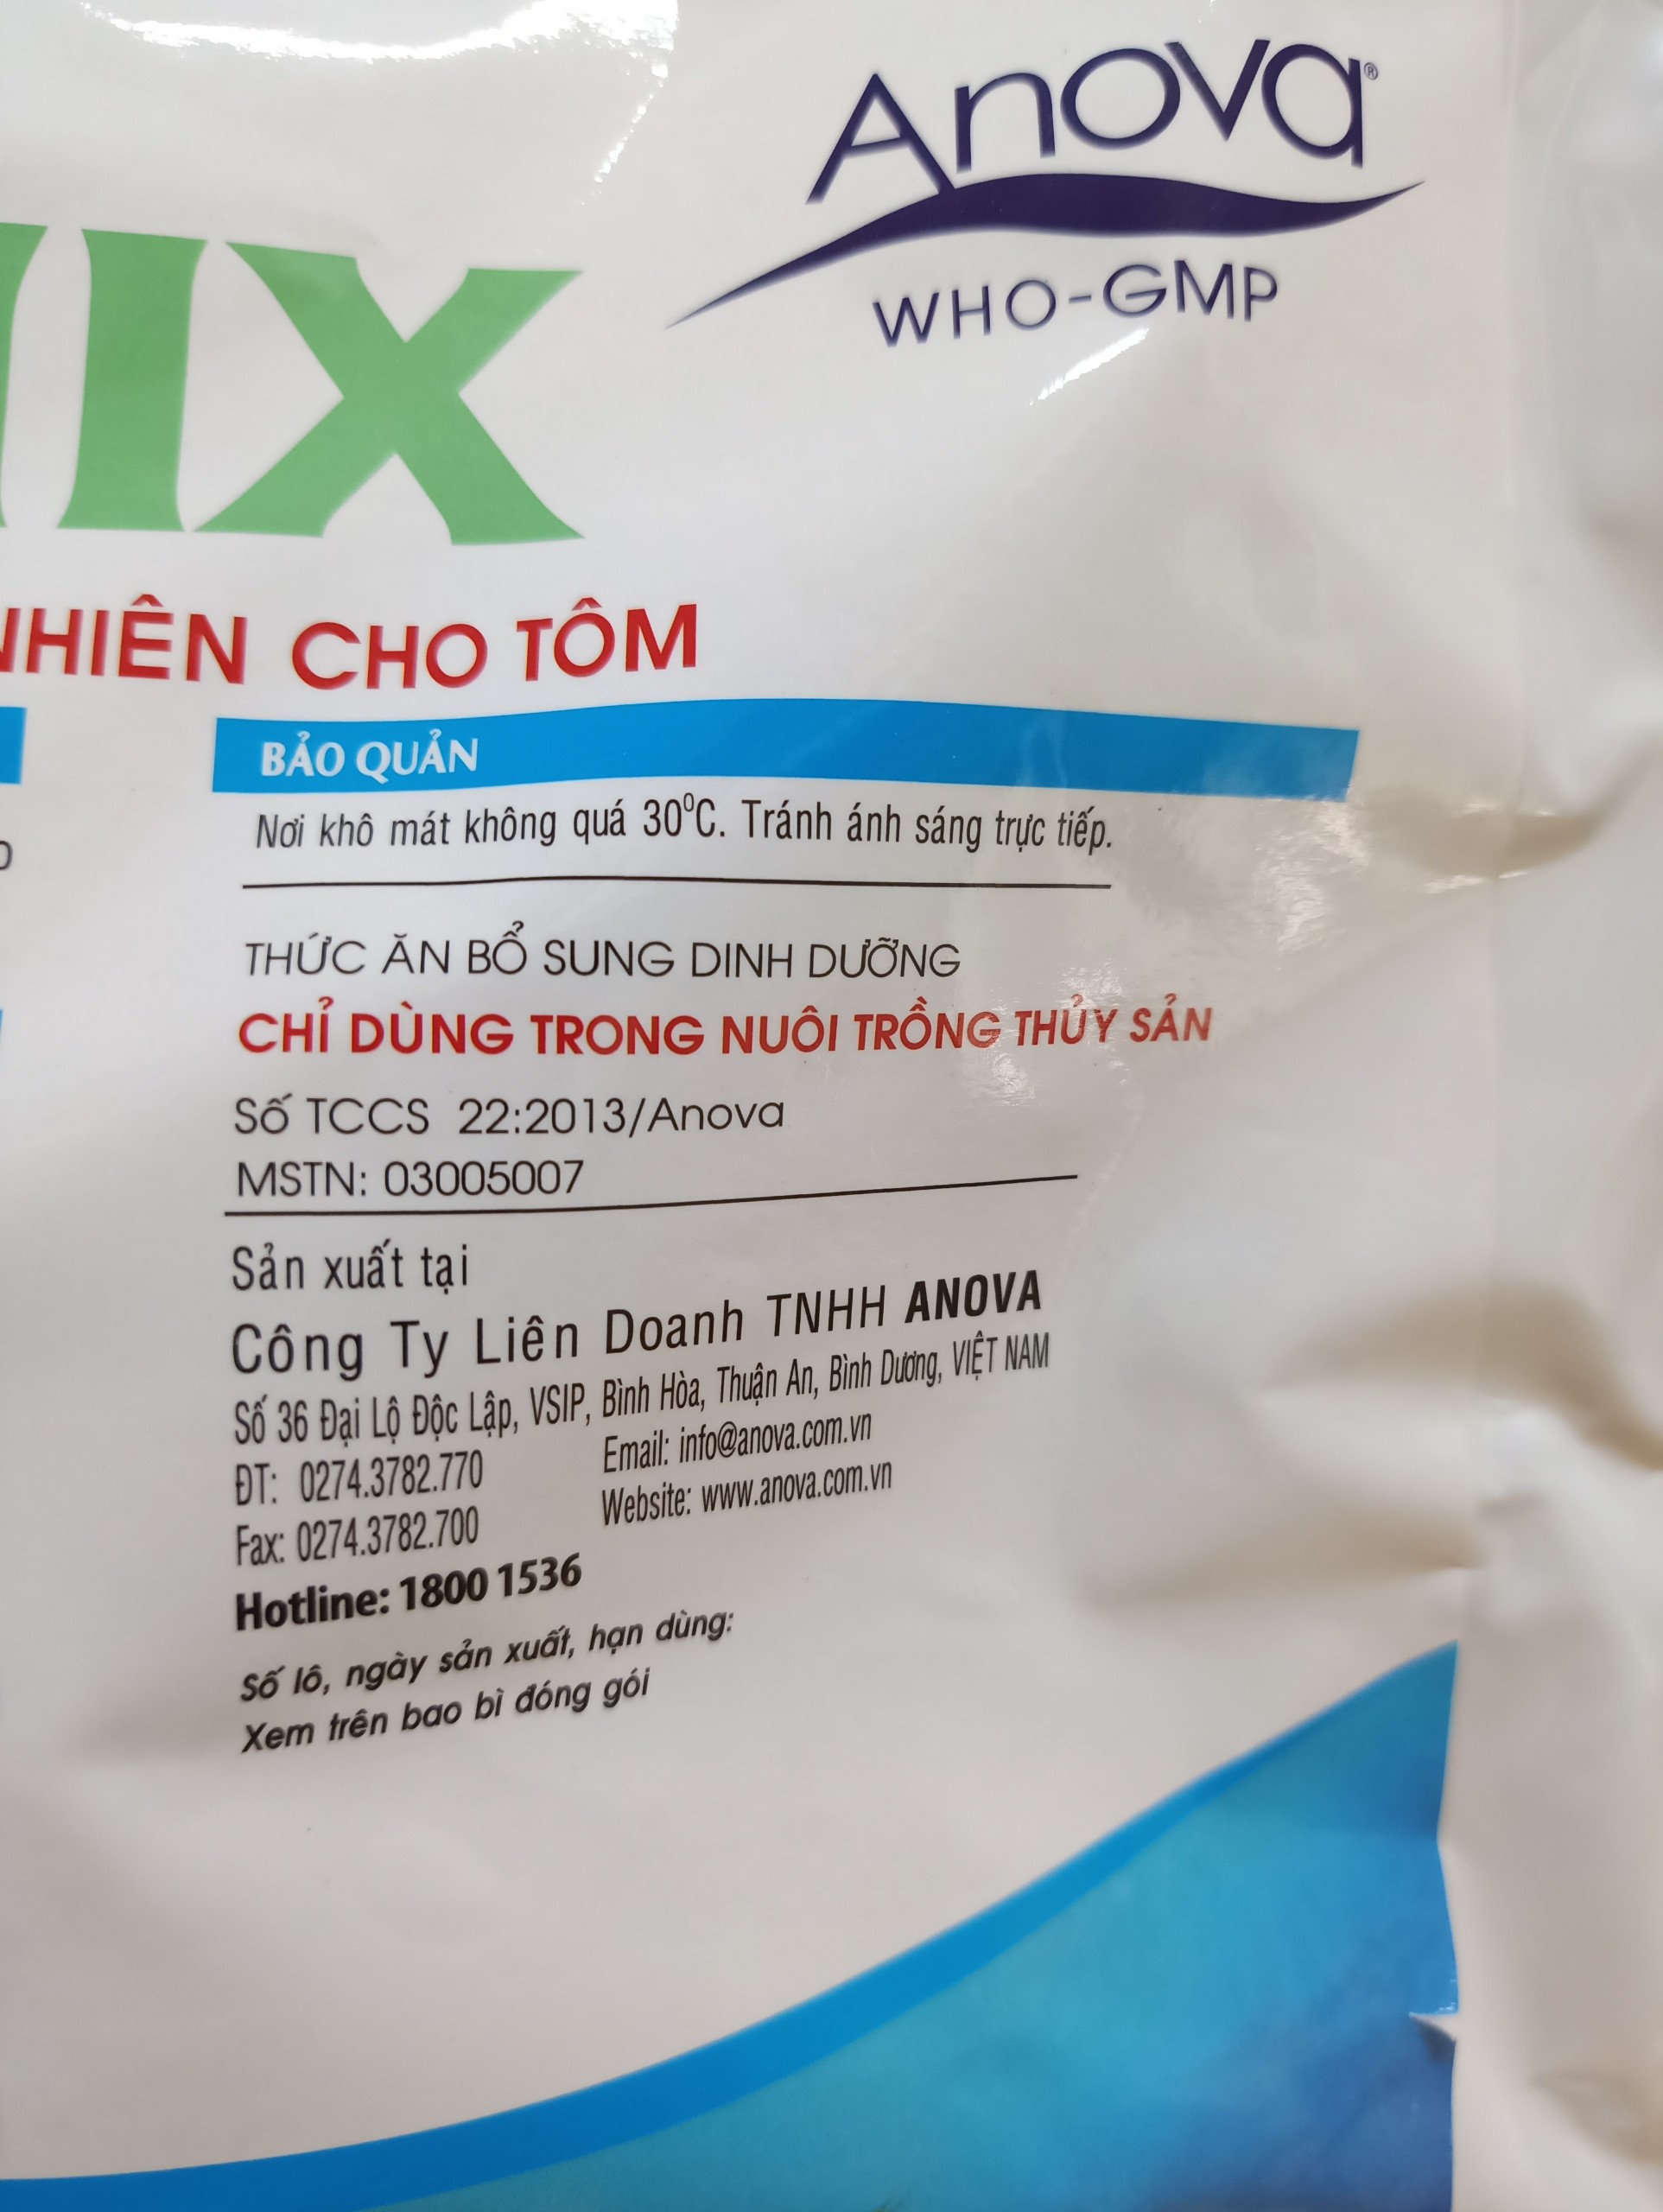 Anova®
WHO-GMP
IX
NHIÊN CHO TÔM
BẢO QUẢN
Nơi khô mát không quá 30⁰C. Tránh ánh sáng trực tiếp.
THỨC ĂN BỔ SUNG DINH DƯỠNG
CHỈ DÙNG TRONG NUÔI TRỒNG THỦY SẢN
Số TCCS 22:2013/Anova
MSTN: 03005007
Sản xuất tại
Công Ty Liên Doanh TNHH ANOVA
Số 36 Đại Lộ Độc Lập, VSIP, Bình Hòa, Thuận An, Bình Dương, VIỆT NAM
ĐT: 0274.3782.770 Email: info@anova.com.vn
Fax: 0274.3782.700 Website: www.anova.com.vn
Hotline: 1800 1536
Số lô, ngày sản xuất, hạn dùng:
Xem trên bao bì đóng gói